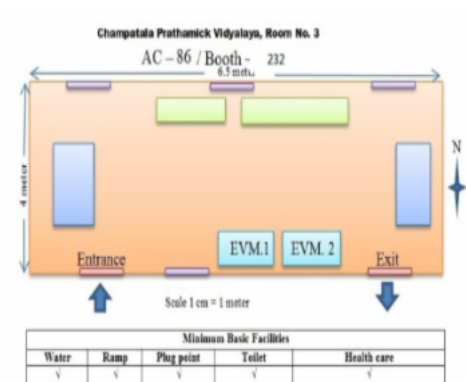 Champatala Prathamick Vidyalaya, Room No. 3
AC – 86 / Booth - 232
6.5 metu
4 meter
N
EVM.1 EVM. 2
Entrance Exit
Scale 1 cm = 1 meter
Minimum Basic Facilities
Water Ramp Plug point Toilet Health care
√ √ √ √ √